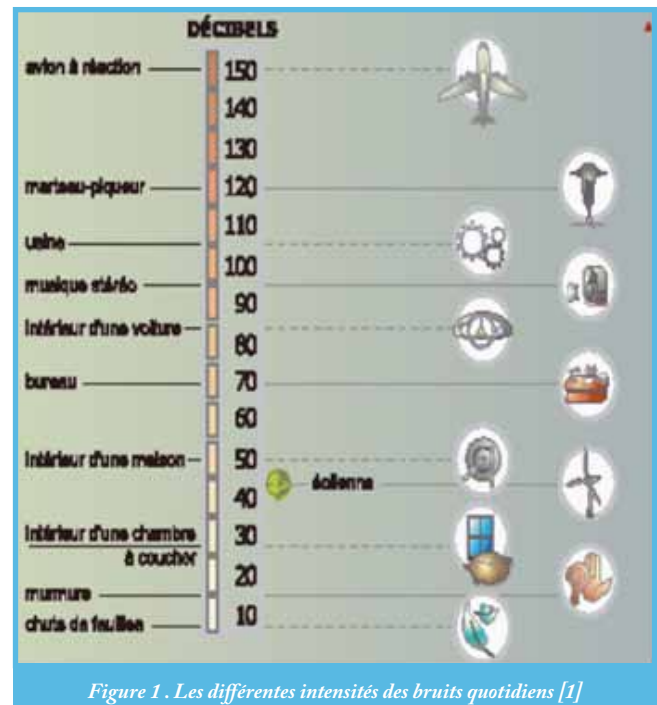 DÉCIBELS
avion à réaction 150
140
130
marteau-piqueur 120
110
usine
100
musique stéréo
90
intérieur d'une voiture
80
bureau 70
60
intérieur d'une maison 50
40 éolienne
intérieur d'une chambre 30
à coucher
20
murmure
10
chute de feuilles
Figure 1 . Les différentes intensités des bruits quotidiens [1]